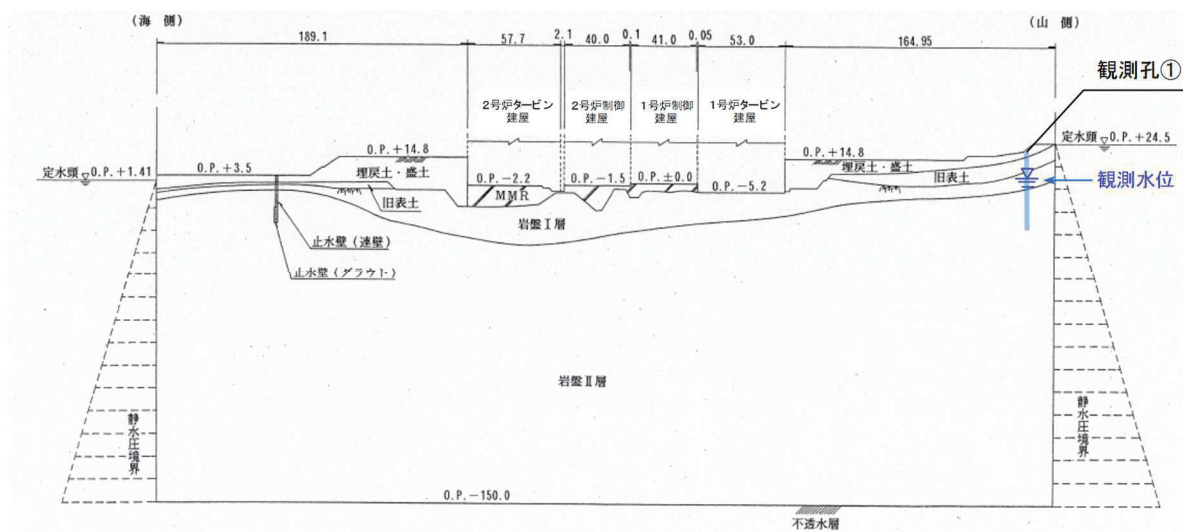 (海 側)
(山 側)
189.1
57.7
2.1
40.0
0.1
41.0
0.05
53.0
164.95
観測孔①
2号炉タービン
建屋
2号炉制御
建屋
1号炉制御
建屋
1号炉タービン
建屋
定水頭 O.P.+1.41
O.P.+3.5
O.P.+14.8
埋戻土・盛土
旧表土
O.P.-2.2
MMR
O.P.-1.5
O.P.±0.0
O.P.-5.2
O.P.+14.8
埋戻土・盛土
旧表土
定水頭 O.P.+24.5
観測水位
岩盤Ⅰ層
止水壁(連壁)
止水壁(グラウト)
岩盤Ⅱ層
静水圧境界
静水圧境界
O.P.-150.0
不透水層